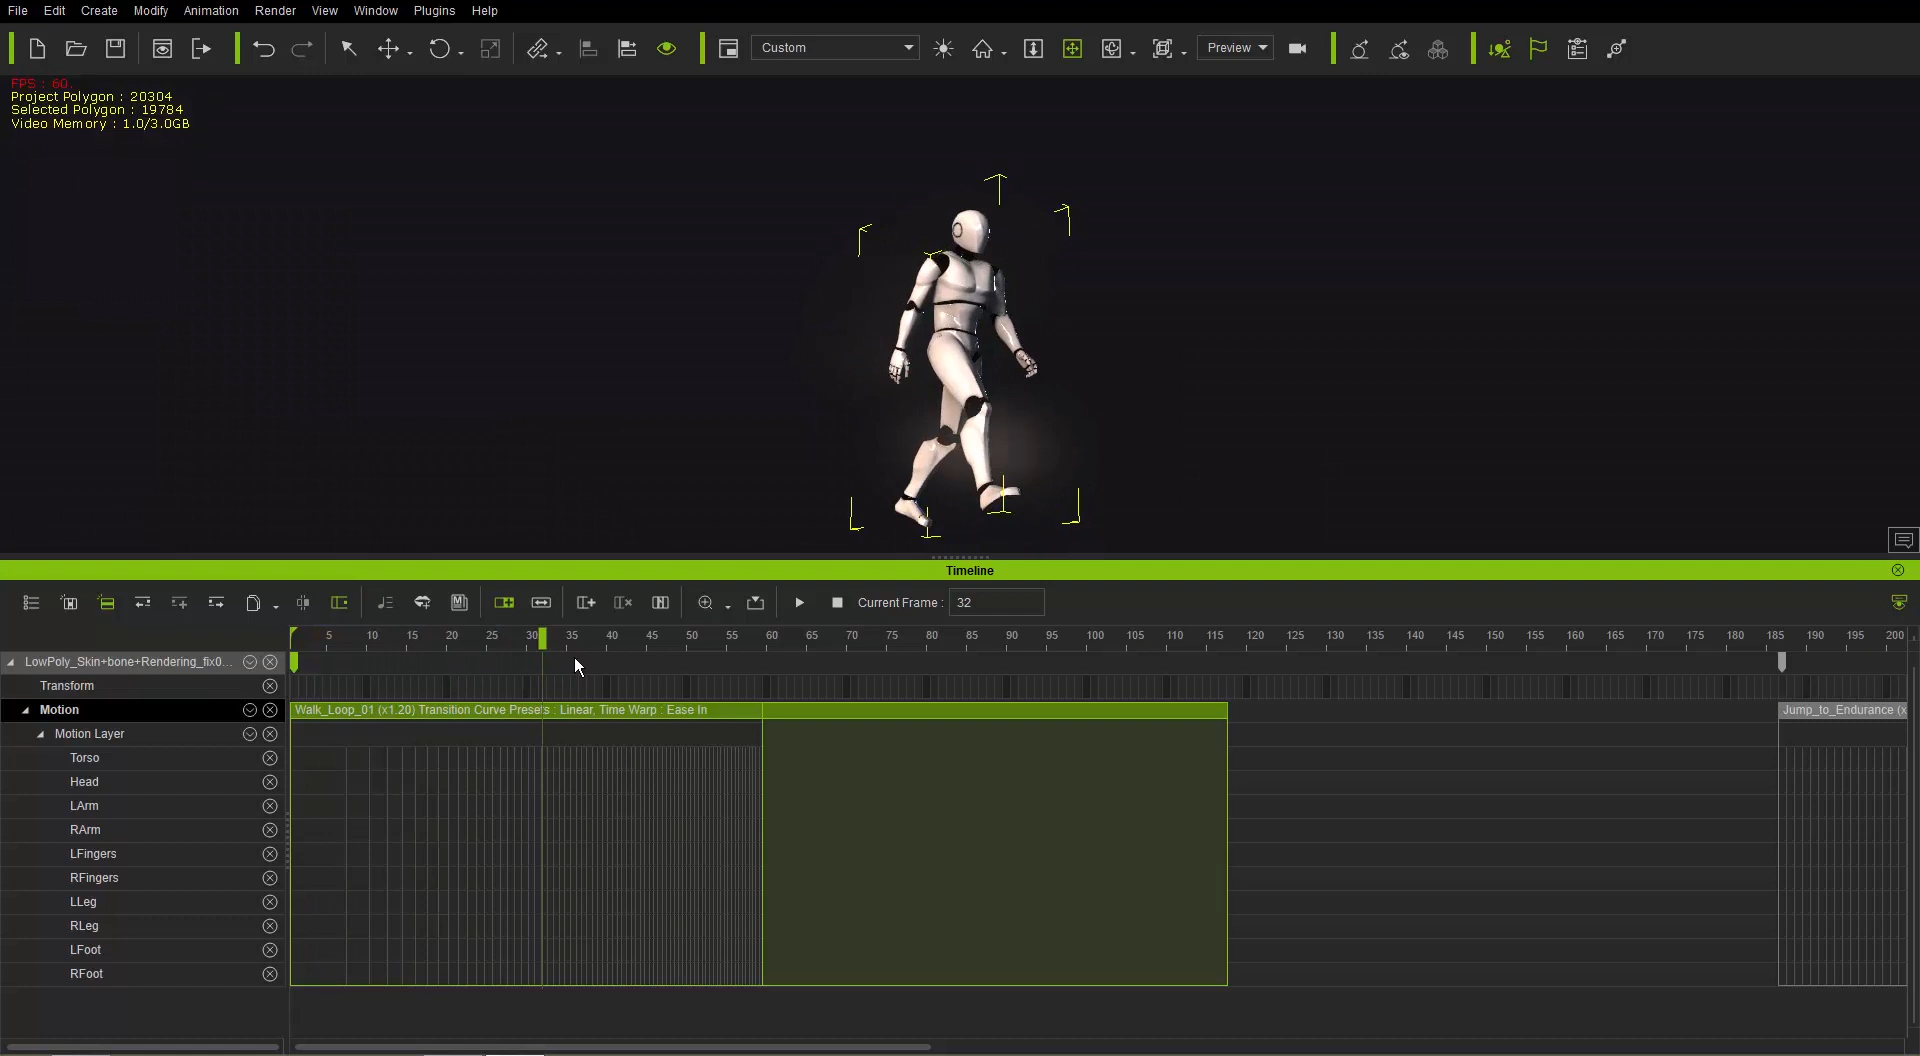 File Edit Create Modify Animation Render View Window Plugins Help
Custom Preview
FPS : 60
Project Polygon : 20304
Selected Polygon : 19784
Video Memory : 1.0/3.0GB
Timeline
Current Frame : 32
5 10 15 20 25 30 35 40 45 50 55 60 65 70 75 80 85 90 95 100 105 110 115 120 125 130 135 140 145 150 155 160 165 170 175 180 185 190 195 200
LowPoly_Skin+bone+Rendering_fix0...
Transform
Motion
Walk_Loop_01 (x1.20) Transition Curve Presets : Linear, Time Warp : Ease In
Jump_to_Endurance (x
Motion Layer
Torso
Head
LArm
RArm
LFingers
RFingers
LLeg
RLeg
LFoot
RFoot